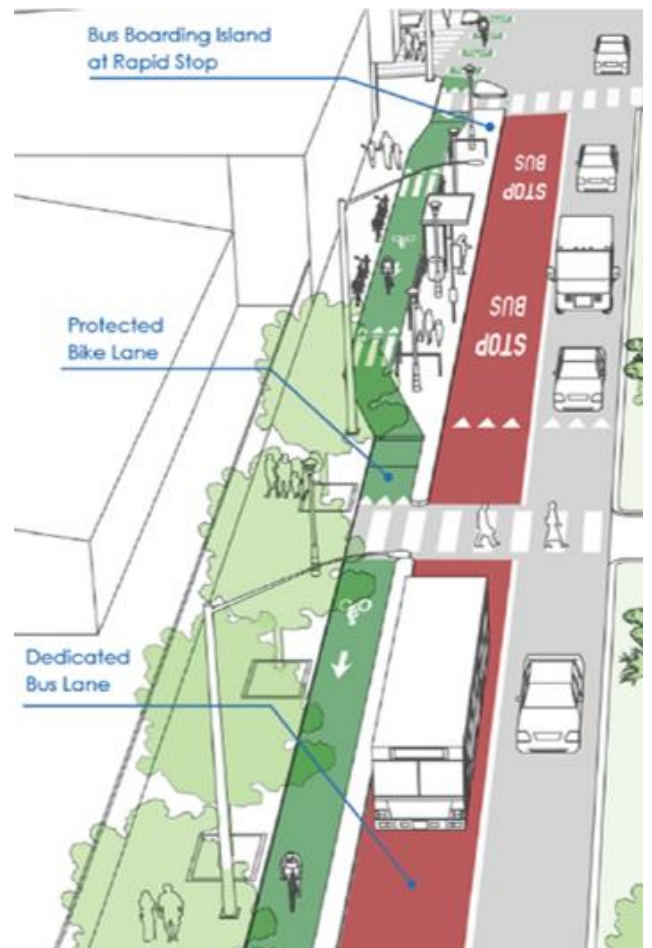 Bus Boarding Island
at Rapid Stop
BUS
STOP
BUS
STOP
Protected
Bike Lane
Dedicated
Bus Lane